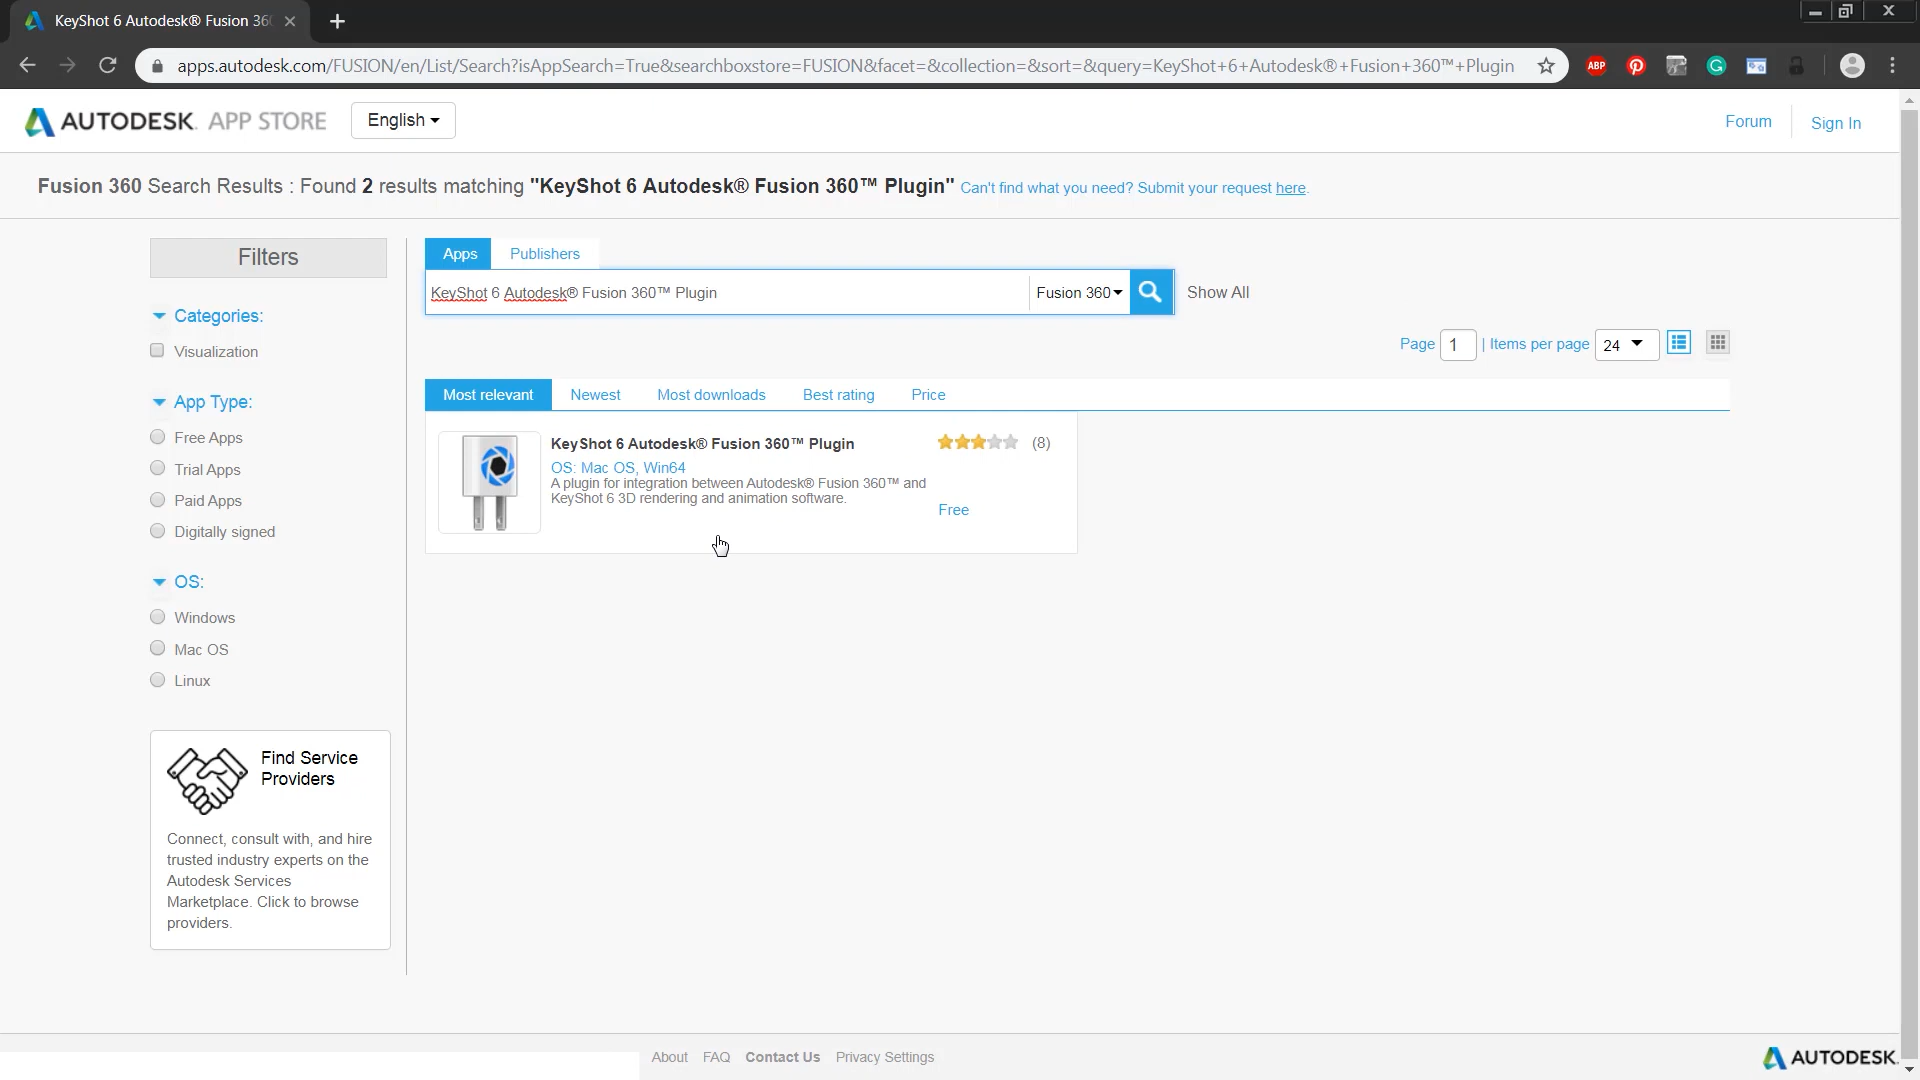 KeyShot 6 Autodesk® Fusion 36
apps.autodesk.com/FUSION/en/List/Search?isAppSearch=True&searchboxstore=FUSION&facet=&collection=&sort=&query=KeyShot+6+Autodesk®+Fusion+360™+Plugin
ABP
AUTODESK. APP STORE
English
Forum
Sign In
Fusion 360 Search Results : Found 2 results matching "KeyShot 6 Autodesk® Fusion 360™ Plugin" Can't find what you need? Submit your request here.
Filters
Categories:
Visualization
App Type:
Free Apps
Trial Apps
Paid Apps
Digitally signed
OS:
Windows
Mac OS
Linux
Find Service
Providers
Connect, consult with, and hire
trusted industry experts on the
Autodesk Services
Marketplace. Click to browse
providers.
Apps Publishers
KeyShot 6 Autodesk® Fusion 360™ Plugin
Fusion 360
Show All
Page 1 | Items per page 24
Most relevant Newest Most downloads Best rating Price
KeyShot 6 Autodesk® Fusion 360™ Plugin
(8)
OS: Mac OS, Win64
A plugin for integration between Autodesk® Fusion 360™ and
KeyShot 6 3D rendering and animation software.
Free
About FAQ Contact Us Privacy Settings
AUTODESK.